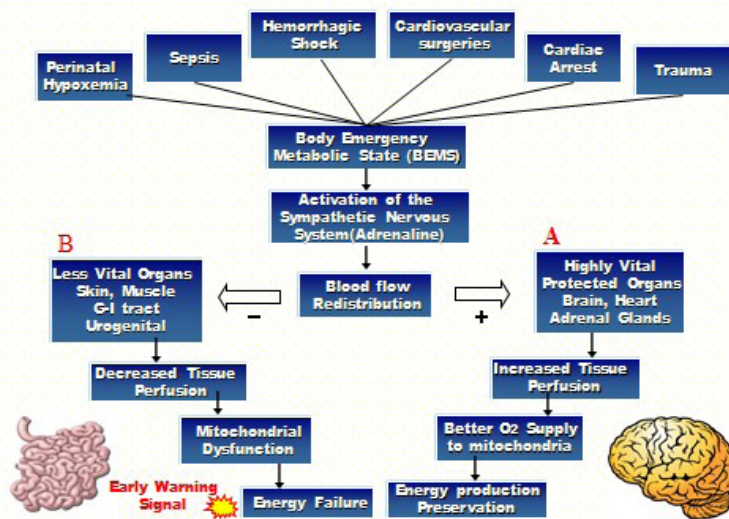 Perinatal
Hypoxemia
Sepsis
Hemorrhagic
Shock
Cardiovascular
surgeries
Cardiac
Arrest
Trauma
Body Emergency
Metabolic State (BEMS)
Activation of the
Sympathetic Nervous
System(Adrenaline)
B
A
Less Vital Organs
Skin, Muscle
G-I tract
Urogenital
–
Blood flow
Redistribution
+
Highly Vital
Protected Organs
Brain, Heart
Adrenal Glands
Decreased Tissue
Perfusion
Increased Tissue
Perfusion
Mitochondrial
Dysfunction
Better O2 Supply
to mitochondria
Early Warning
Signal
Energy Failure
Energy production
Preservation